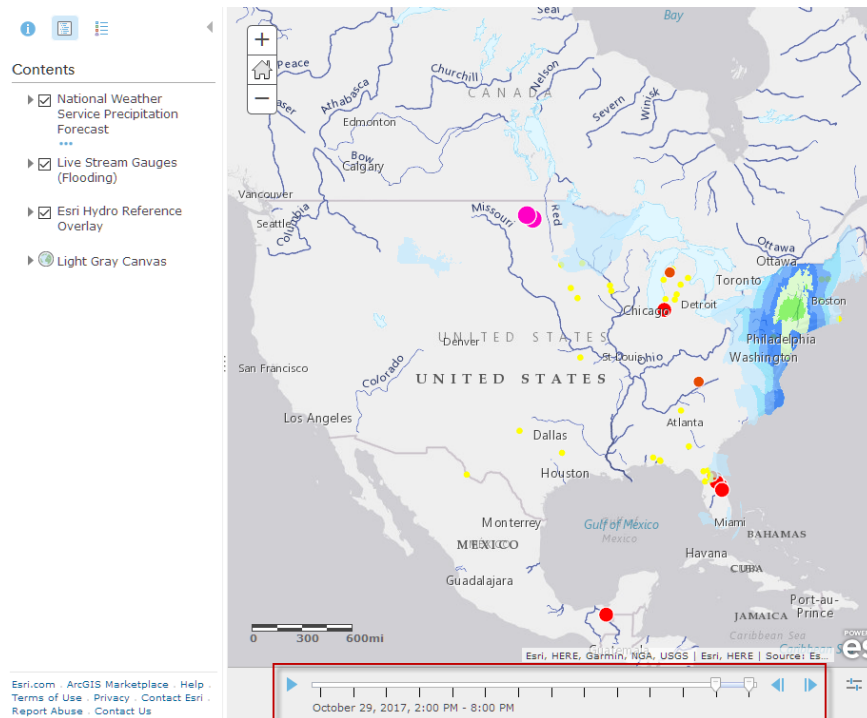 Contents
National Weather
Service Precipitation
Forecast
Live Stream Gauges
(Flooding)
Esri Hydro Reference
Overlay
Light Gray Canvas
Esri.com . ArcGIS Marketplace . Help .
Terms of Use . Privacy . Contact Esri .
Report Abuse . Contact Us
+
−
Bay
Seal
Peace
Churchill
Nelson
CANADA
Athabasca
Severn
Winisk
Edmonton
Bow
Calgary
Vancouver
Columbia
Seattle
Missouri
Red
Ottawa
Ottawa
Toronto
Boston
Chicago
Detroit
Philadelphia
UNITED STATES
Denver
St Louis
Ohio
Washington
San Francisco
Colorado
UNITED STATES
Los Angeles
Atlanta
Dallas
Houston
Monterrey
Gulf of Mexico
Mexico
Miami
BAHAMAS
MEXICO
Havana
CUBA
Guadalajara
Port-au-
Prince
JAMAICA
Caribbean Sea
Guatemala
0 300 600mi
POWE
es
Esri, HERE, Garmin, NGA, USGS | Esri, HERE | Source: Es...
October 29, 2017, 2:00 PM - 8:00 PM